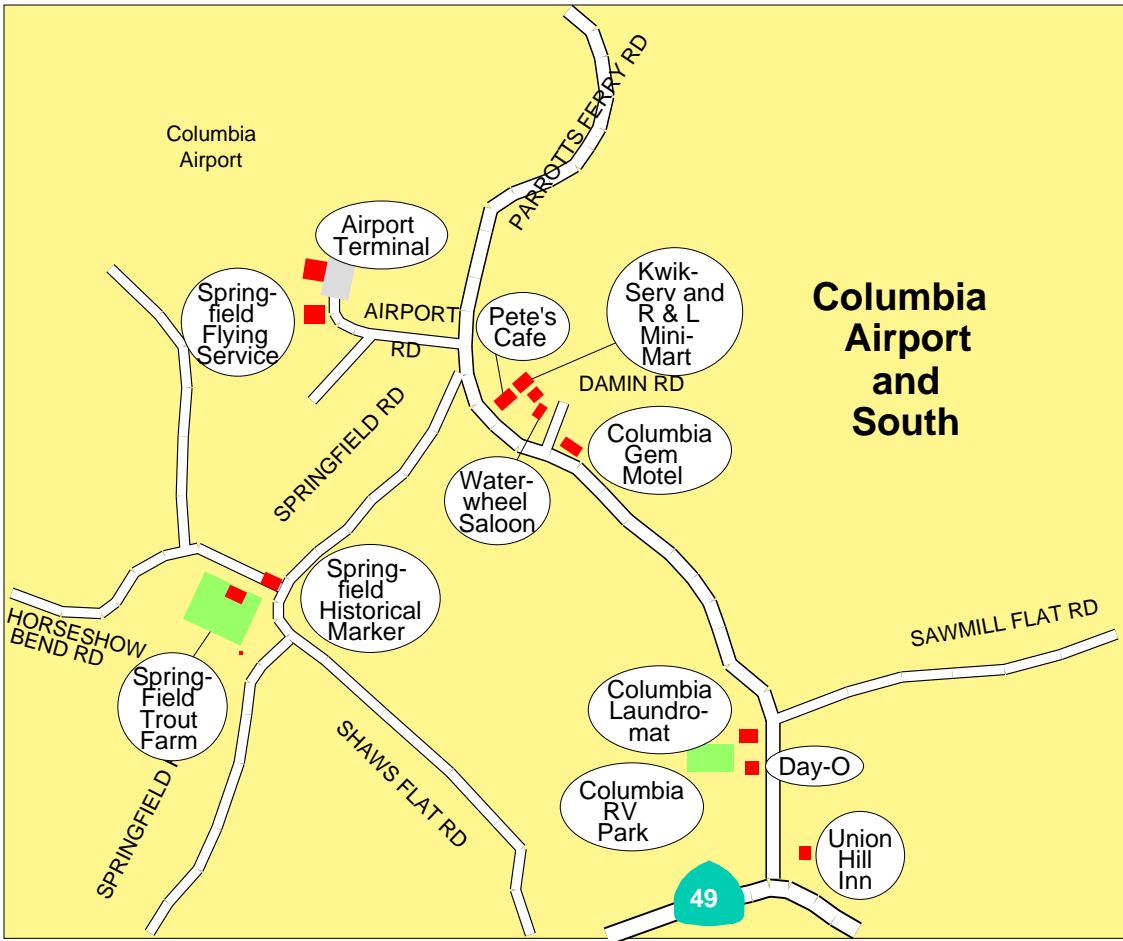 PARROTTS FERRY RD
Columbia
Airport
Airport
Terminal
Spring-
field
Flying
Service
AIRPORT
RD
Pete's
Cafe
Kwik-
Serv and
R & L
Mini-
Mart
Columbia
Airport
and
South
DAMIN RD
SPRINGFIELD RD
Columbia
Gem
Motel
Water-
wheel
Saloon
Spring-
field
Historical
Marker
HORSESHOW
BEND RD
SAWMILL FLAT RD
Spring-
Field
Trout
Farm
Columbia
Laundro-
mat
SHAWS FLAT RD
Day-O
Columbia
RV
Park
SPRINGFIELD
Union
Hill
Inn
49